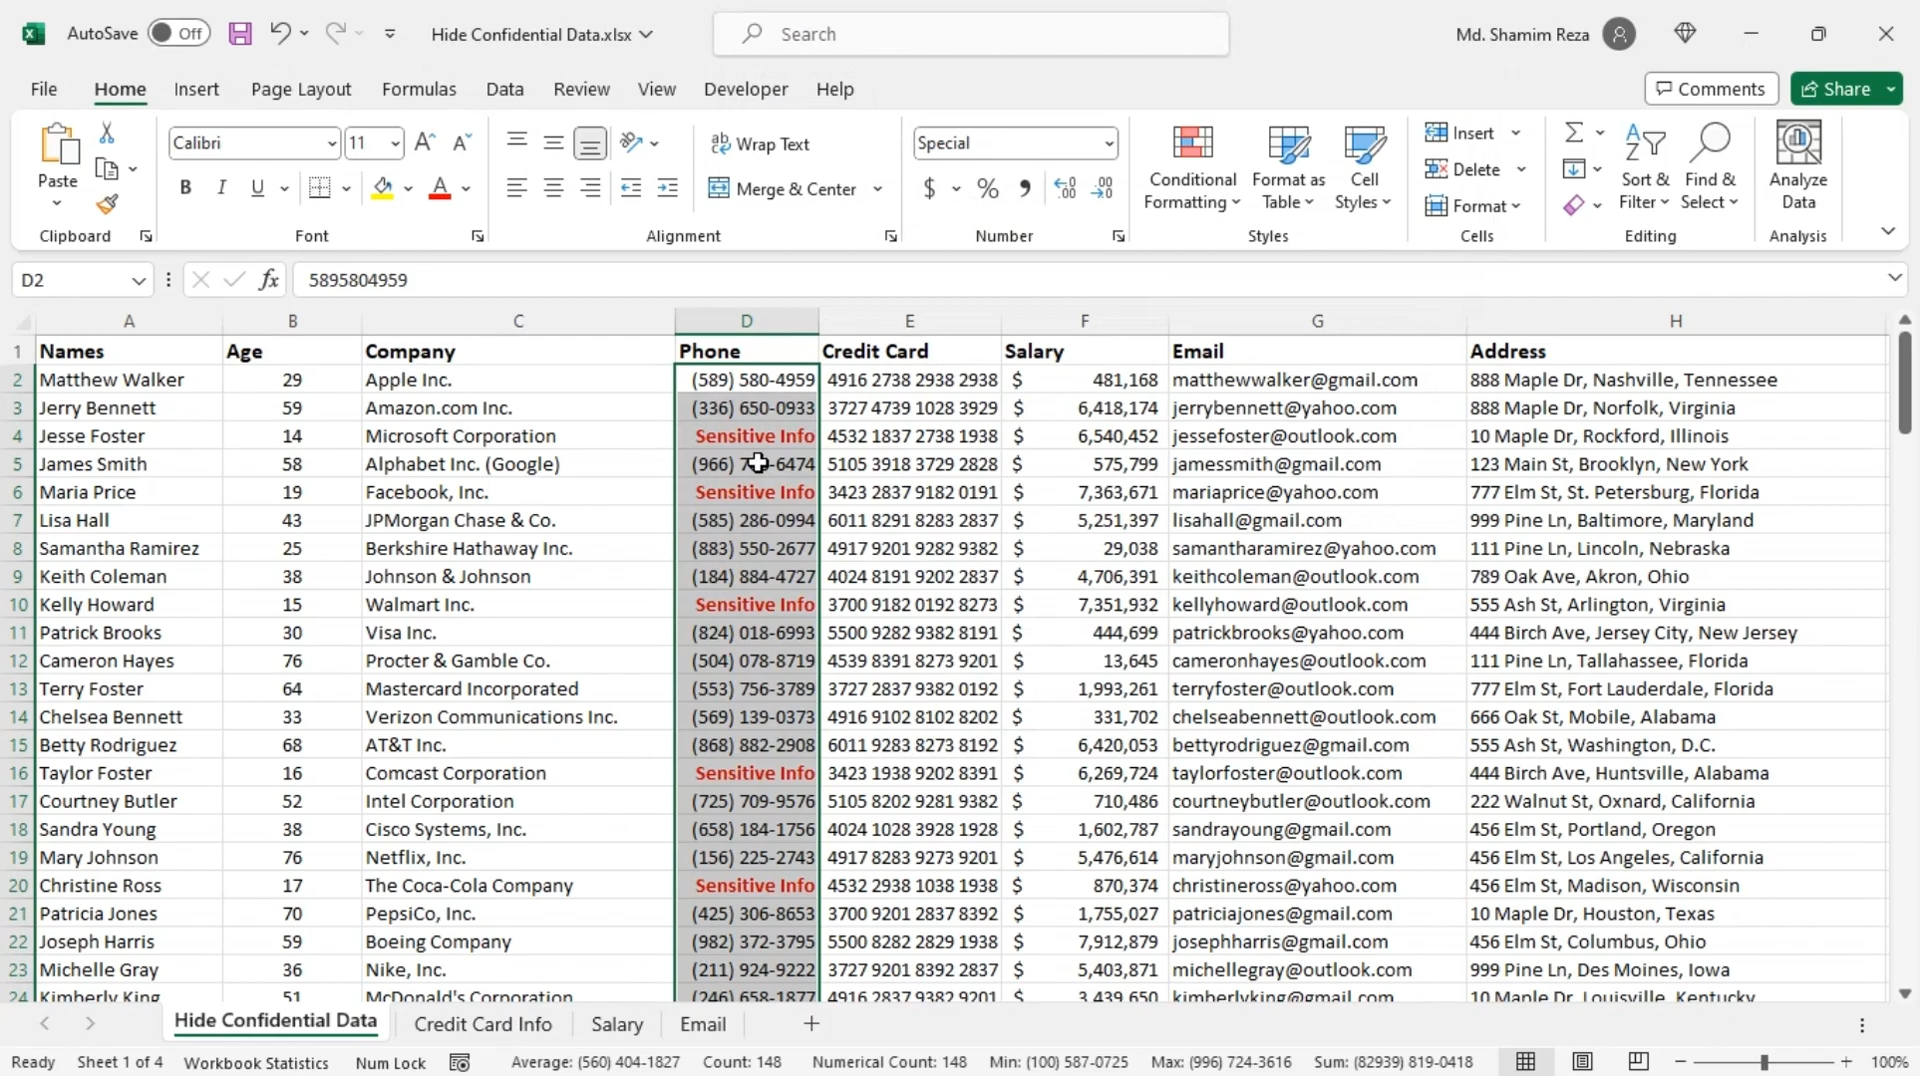 AutoSave Off Hide Confidential Data.xlsx Search Md. Shamim Reza
File Home Insert Page Layout Formulas Data Review View Developer Help Comments Share
Paste Calibri 11 Wrap Text Special Conditional Formatting Format as Table Cell Styles Insert Sort & Filter Find & Select Analyze Data
B I U A Merge & Center $ % Delete
Format
Clipboard Font Alignment Number Styles Cells Editing Analysis
D2 fx 5895804959
A B C D E F G H
1 Names Age Company Phone Credit Card Salary Email Address
2 Matthew Walker 29 Apple Inc. (589) 580-4959 4916 2738 2938 2938 $ 481,168 matthewwalker@gmail.com 888 Maple Dr, Nashville, Tennessee
3 Jerry Bennett 59 Amazon.com Inc. (336) 650-0933 3727 4739 1028 3929 $ 6,418,174 jerrybennett@yahoo.com 888 Maple Dr, Norfolk, Virginia
4 Jesse Foster 14 Microsoft Corporation Sensitive Info 4532 1837 2738 1938 $ 6,540,452 jessefoster@outlook.com 10 Maple Dr, Rockford, Illinois
5 James Smith 58 Alphabet Inc. (Google) (966) 5105 3918 3729 2828 $ 575,799 jamessmith@gmail.com 123 Main St, Brooklyn, New York
6 Maria Price 19 Facebook, Inc. Sensitive Info 3423 2837 9182 0191 $ 7,363,671 mariaprice@yahoo.com 777 Elm St, St. Petersburg, Florida
7 Lisa Hall 43 JPMorgan Chase & Co. (585) 286-0994 6011 8291 8283 2837 $ 5,251,397 lisahall@gmail.com 999 Pine Ln, Baltimore, Maryland
8 Samantha Ramirez 25 Berkshire Hathaway Inc. (883) 550-2677 4917 9201 9282 9382 $ 29,038 samantharamirez@yahoo.com 111 Pine Ln, Lincoln, Nebraska
9 Keith Coleman 38 Johnson & Johnson (184) 884-4727 4024 8191 9202 2837 $ 4,706,391 keithcoleman@outlook.com 789 Oak Ave, Akron, Ohio
10 Kelly Howard 15 Walmart Inc. Sensitive Info 3700 9182 0192 8273 $ 7,351,932 kellyhoward@outlook.com 555 Ash St, Arlington, Virginia
11 Patrick Brooks 30 Visa Inc. (824) 018-6993 5500 9282 9382 8191 $ 444,699 patrickbrooks@yahoo.com 444 Birch Ave, Jersey City, New Jersey
12 Cameron Hayes 76 Procter & Gamble Co. (504) 078-8719 4539 8391 8273 9201 $ 13,645 cameronhayes@outlook.com 111 Pine Ln, Tallahassee, Florida
13 Terry Foster 64 Mastercard Incorporated (553) 756-3789 3727 2837 9382 0192 $ 1,993,261 terryfoster@outlook.com 777 Elm St, Fort Lauderdale, Florida
14 Chelsea Bennett 33 Verizon Communications Inc. (569) 139-0373 4916 9102 8102 8202 $ 331,702 chelseabennett@outlook.com 666 Oak St, Mobile, Alabama
15 Betty Rodriguez 68 AT&T Inc. (868) 882-2908 6011 9283 8273 8192 $ 6,420,053 bettyrodriguez@gmail.com 555 Ash St, Washington, D.C.
16 Taylor Foster 16 Comcast Corporation Sensitive Info 3423 1938 9202 8391 $ 6,269,724 taylorfoster@outlook.com 444 Birch Ave, Huntsville, Alabama
17 Courtney Butler 52 Intel Corporation (725) 709-9576 5105 8202 9281 9382 $ 710,486 courtneybutler@outlook.com 222 Walnut St, Oxnard, California
18 Sandra Young 38 Cisco Systems, Inc. (658) 184-1756 4024 1028 3928 1928 $ 1,602,787 sandrayoung@gmail.com 456 Elm St, Portland, Oregon
19 Mary Johnson 76 Netflix, Inc. (156) 225-2743 4917 8283 9273 9201 $ 5,476,614 maryjohnson@gmail.com 456 Elm St, Los Angeles, California
20 Christine Ross 17 The Coca-Cola Company Sensitive Info 4532 2938 1038 1938 $ 870,374 christineross@yahoo.com 456 Elm St, Madison, Wisconsin
21 Patricia Jones 70 PepsiCo, Inc. (425) 306-8653 3700 9201 2837 8392 $ 1,755,027 patriciajones@gmail.com 10 Maple Dr, Houston, Texas
22 Joseph Harris 59 Boeing Company (982) 372-3795 5500 8282 2829 1938 $ 7,912,879 josephharris@gmail.com 456 Elm St, Columbus, Ohio
23 Michelle Gray 36 Nike, Inc. (211) 924-9222 3727 9201 8392 2837 $ 5,403,871 michellegray@outlook.com 999 Pine Ln, Des Moines, Iowa
24 Kimberly King 51 McDonald's Corporation (246) 658-1877 4916 2837 9382 9201 $ 3,439,650 kimberlyking@gmail.com 10 Maple Dr, Louisville, Kentucky
Hide Confidential Data Credit Card Info Salary Email
Ready Sheet 1 of 4 Workbook Statistics Num Lock Average: (560) 404-1827 Count: 148 Numerical Count: 148 Min: (100) 587-0725 Max: (996) 724-3616 Sum: (82939) 819-0418 100%